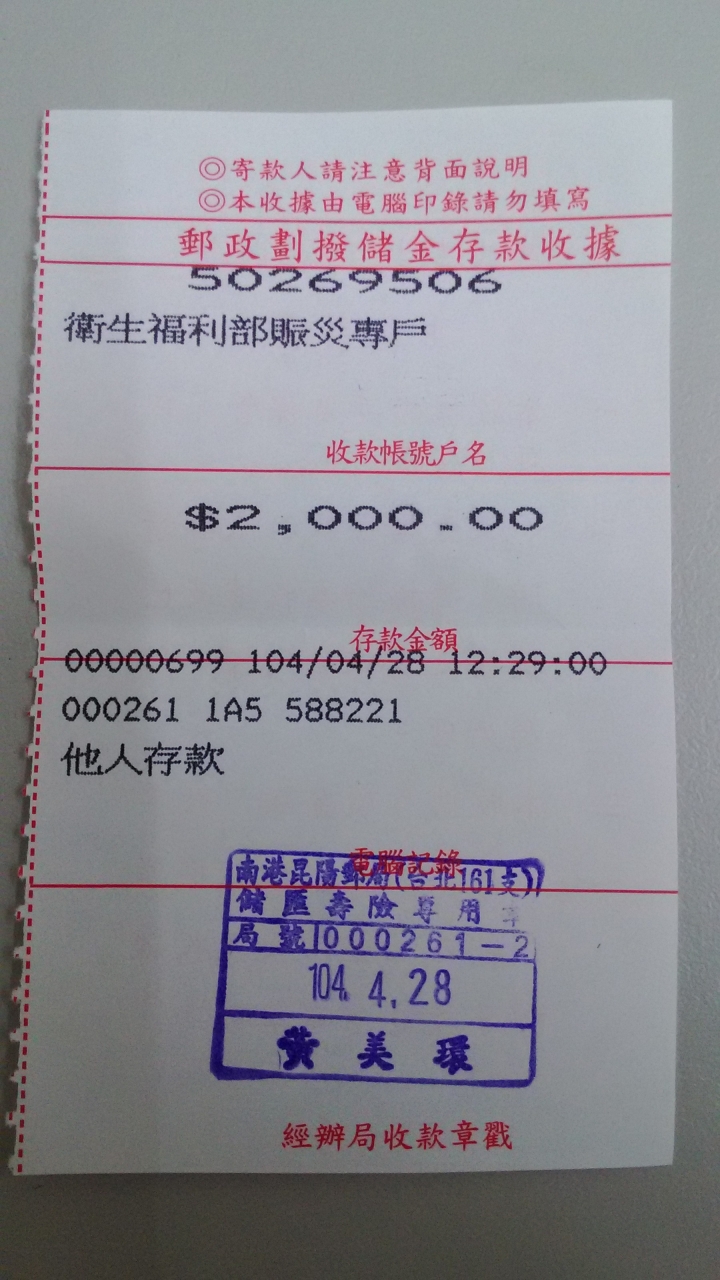 ◎寄款人請注意背面說明
◎本收據由電腦印錄請勿填寫
郵政劃撥儲金存款收據
50269506
衛生福利部賑災專戶
收款帳號戶名
$2,000.00
存款金額
00000699 104/04/28 12:29:00
000261 1A5 588221
他人存款
電腦記錄
南港昆陽郵局(台北161支)
儲匯壽險專用章
局號 000261-2
104. 4. 28
黃美環
經辦局收款章戳